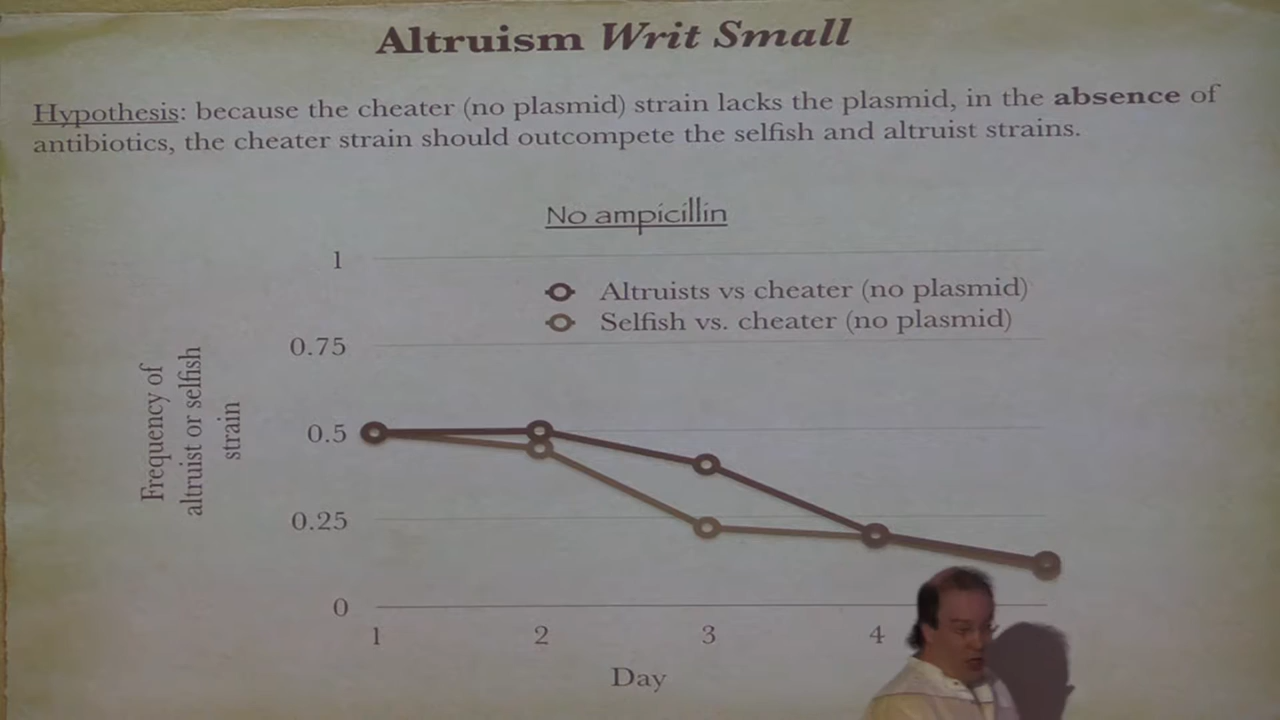 Altruism Writ Small
Hypothesis: because the cheater (no plasmid) strain lacks the plasmid, in the absence of
antibiotics, the cheater strain should outcompete the selfish and altruist strains.
No ampicillin
1
Altruists vs cheater (no plasmid)
Selfish vs. cheater (no plasmid)
0.75
0.5
0.25
0
Frequency of
altruist or selfish
strain
1 2 3 4
Day